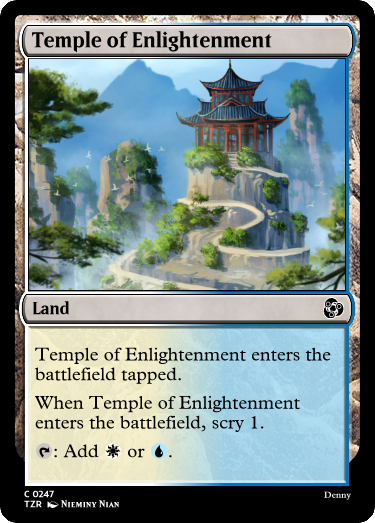 Temple of Enlightenment
Land
Temple of Enlightenment enters the
battlefield tapped.
When Temple of Enlightenment
enters the battlefield, scry 1.
: Add or .
C 0247
TZR Nieminy Nian
Denny